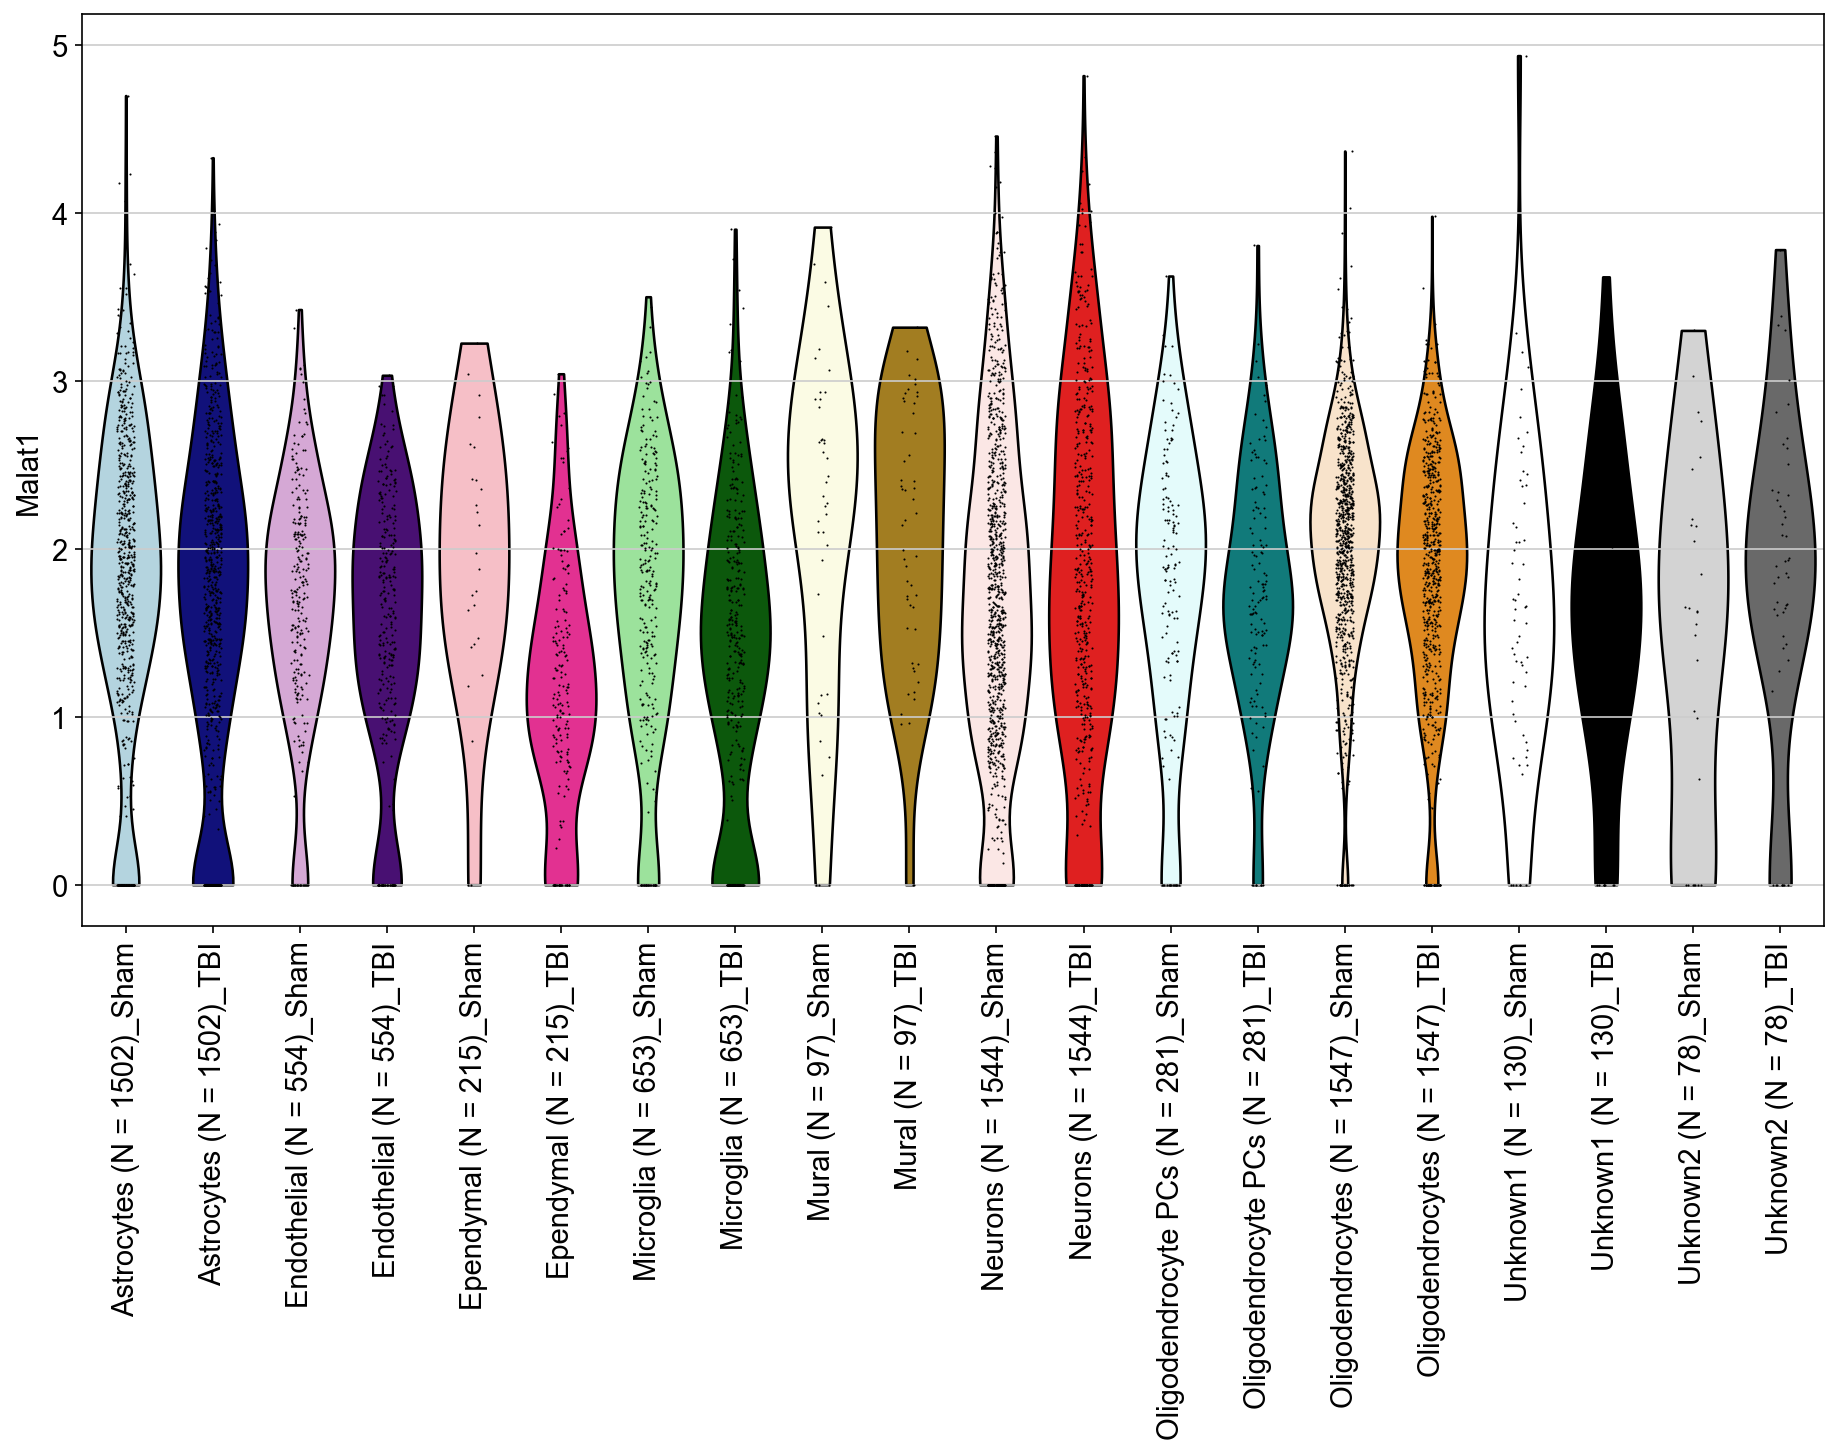 5
4
3
2
1
0
Malat1
Astrocytes (N = 1502)_Sham
Astrocytes (N = 1502)_TBI
Endothelial (N = 554)_Sham
Endothelial (N = 554)_TBI
Ependymal (N = 215)_Sham
Ependymal (N = 215)_TBI
Microglia (N = 653)_Sham
Microglia (N = 653)_TBI
Mural (N = 97)_Sham
Mural (N = 97)_TBI
Neurons (N = 1544)_Sham
Neurons (N = 1544)_TBI
Oligodendrocyte PCs (N = 281)_Sham
Oligodendrocyte PCs (N = 281)_TBI
Oligodendrocytes (N = 1547)_Sham
Oligodendrocytes (N = 1547)_TBI
Unknown1 (N = 130)_Sham
Unknown1 (N = 130)_TBI
Unknown2 (N = 78)_Sham
Unknown2 (N = 78)_TBI